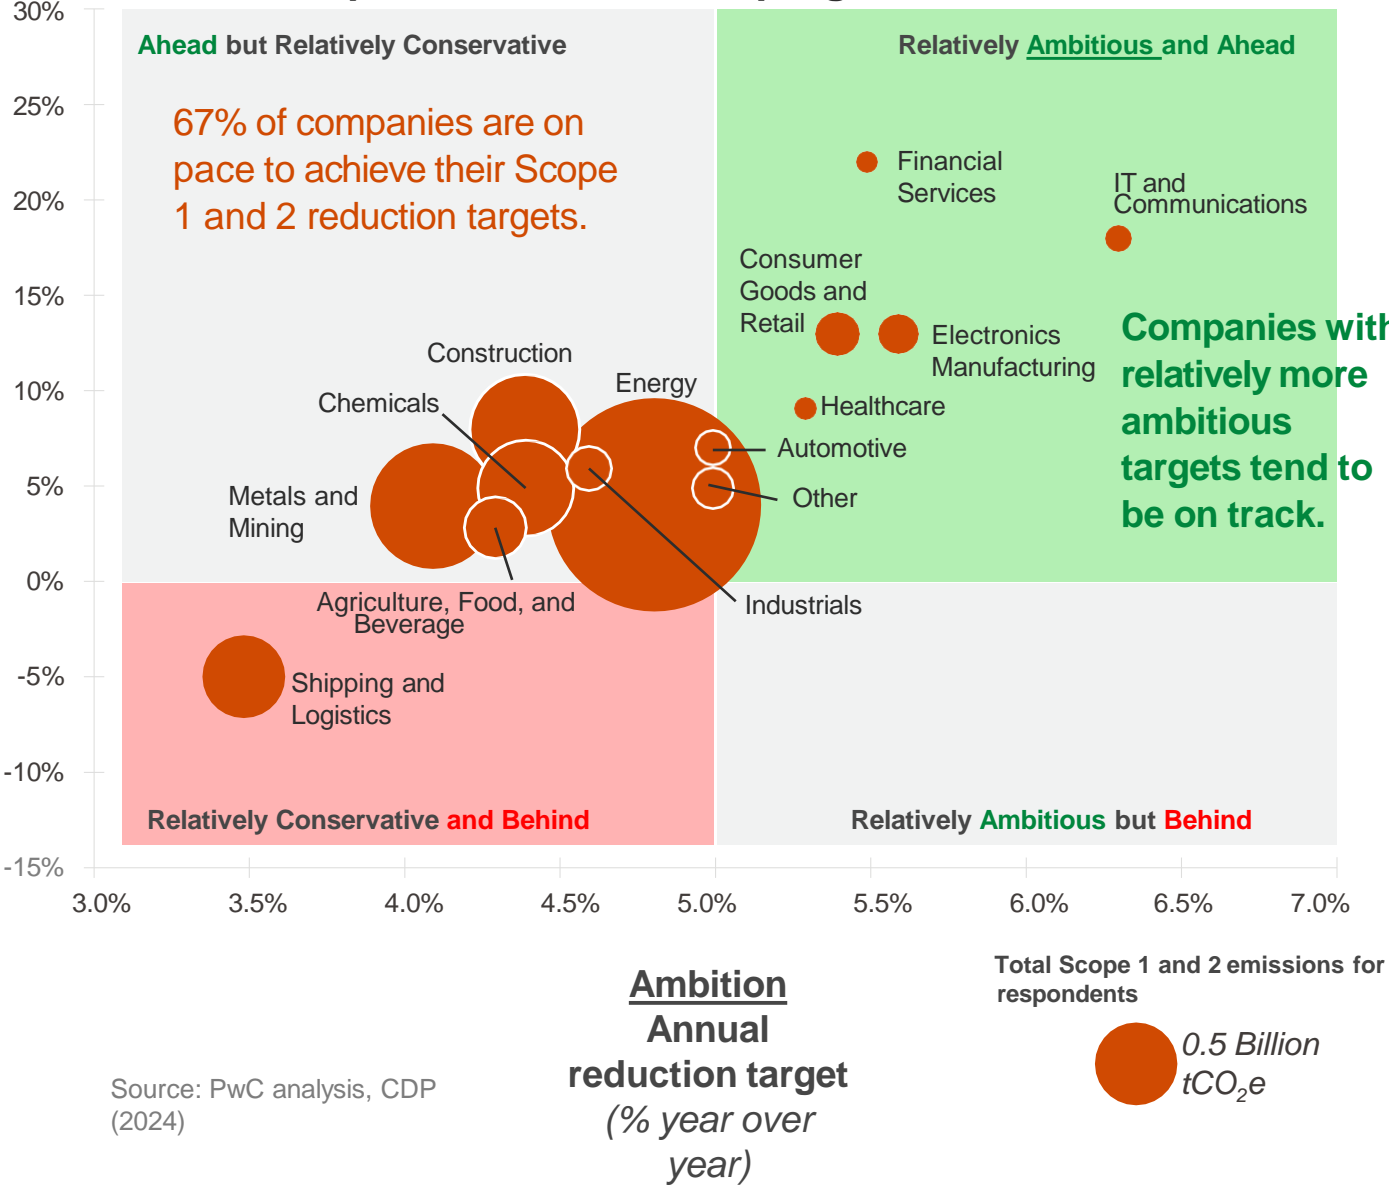 30%
Ahead but Relatively Conservative
Relatively Ambitious and Ahead
25%
67% of companies are on
pace to achieve their Scope
1 and 2 reduction targets.
20%
Financial
Services
IT and
Communications
15%
Consumer
Goods and
Retail
Electronics
Manufacturing
Companies with
relatively more
ambitious
targets tend to
be on track.
10%
Construction
Energy
Chemicals
Healthcare
Automotive
5%
Metals and
Mining
Other
0%
Agriculture, Food, and
Beverage
Industrials
-5%
Shipping and
Logistics
-10%
Relatively Conservative and Behind
Relatively Ambitious but Behind
-15%
3.0%
3.5%
4.0%
4.5%
5.0%
5.5%
6.0%
6.5%
7.0%
Ambition
Annual
reduction target
(% year over
year)
Total Scope 1 and 2 emissions for
respondents
0.5 Billion
tCO₂e
Source: PwC analysis, CDP
(2024)